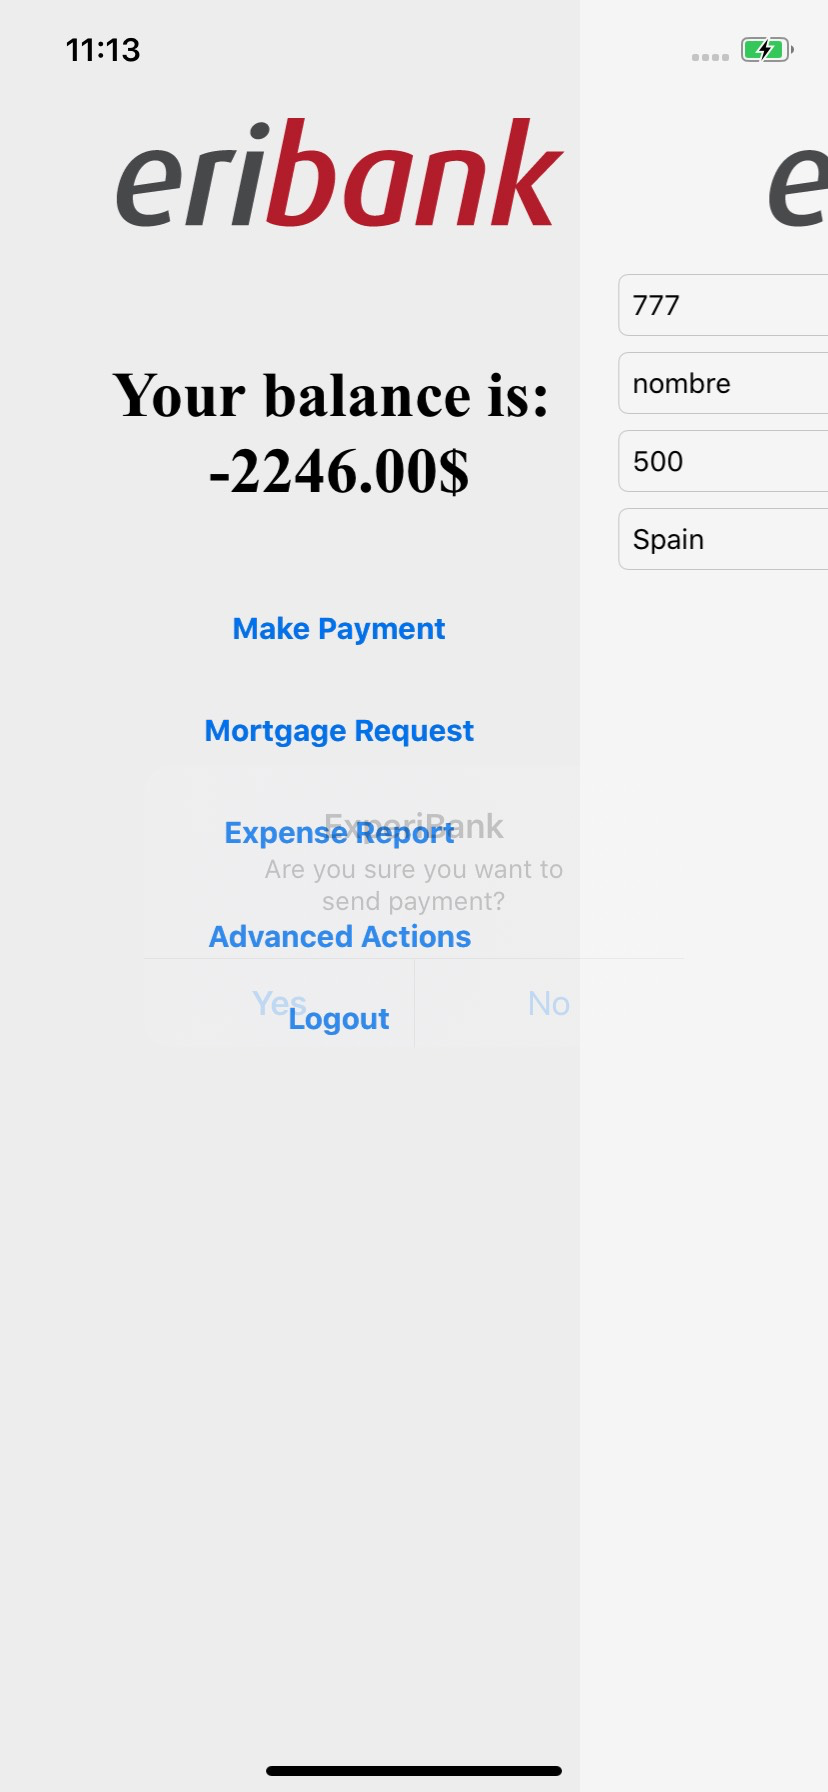 11:13
eribank
e
777
nombre
500
Spain
Your balance is:
-2246.00$
Make Payment
Mortgage Request
Expense Report
ExperiBank
Are you sure you want to
send payment?
Advanced Actions
Yes
No
Logout